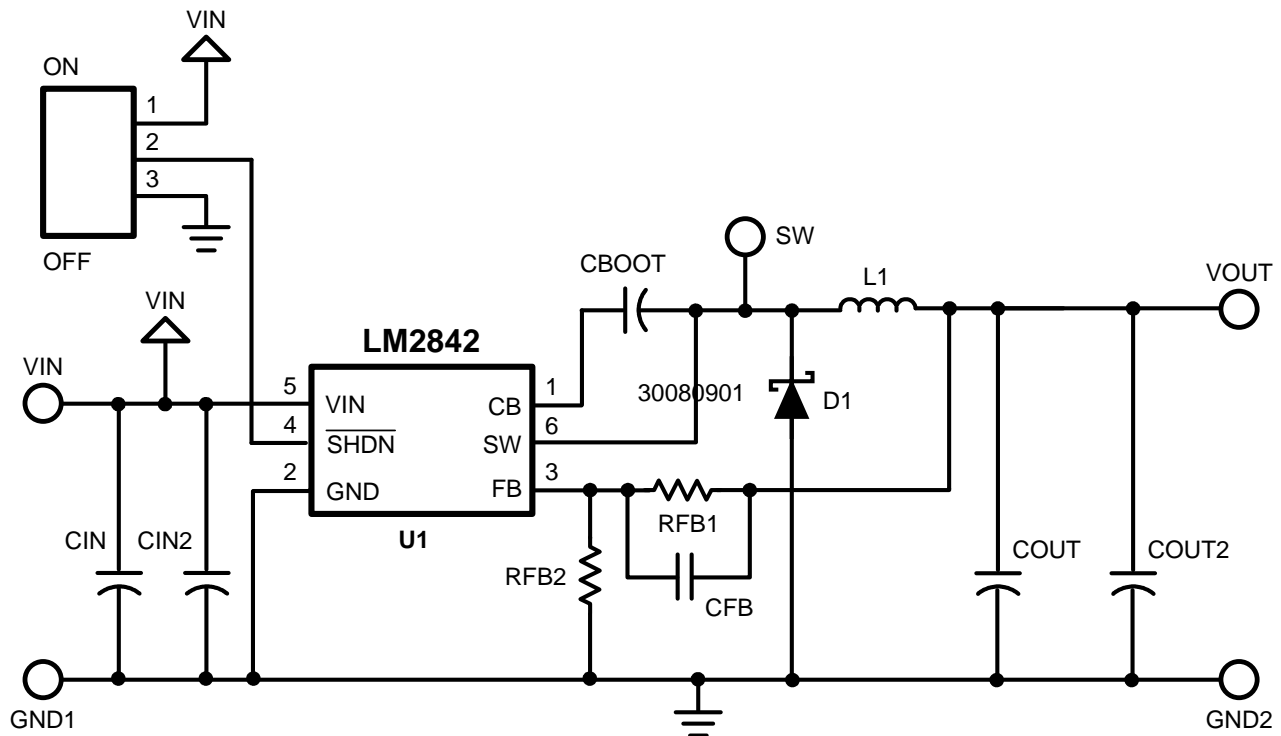 VIN
ON
1
2
3
OFF
SW
CBOOT
L1
VOUT
VIN
LM2842
VIN
5
VIN
4
SHDN
2
GND
CB
1
SW
6
FB
3
30080901
D1
U1
RFB1
CIN
CIN2
RFB2
CFB
COUT
COUT2
GND1
GND2